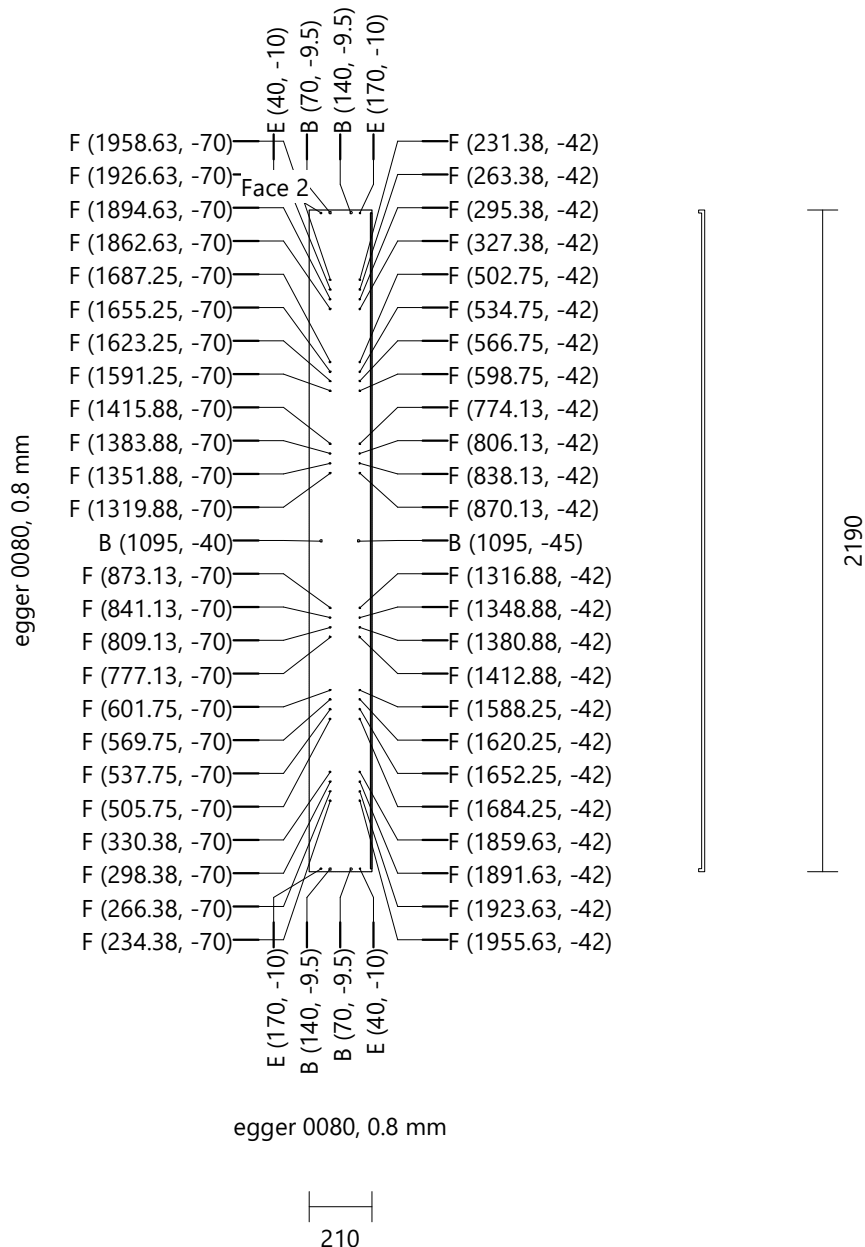 E (40, -10)
B (70, -9.5)
B (140, -9.5)
E (170, -10)
F (1958.63, -70)
F (231.38, -42)
F (1926.63, -70)
F (263.38, -42)
Face 2
F (1894.63, -70)
F (295.38, -42)
F (1862.63, -70)
F (327.38, -42)
F (1687.25, -70)
F (502.75, -42)
F (1655.25, -70)
F (534.75, -42)
F (1623.25, -70)
F (566.75, -42)
F (1591.25, -70)
F (598.75, -42)
F (1415.88, -70)
F (774.13, -42)
F (1383.88, -70)
F (806.13, -42)
F (1351.88, -70)
F (838.13, -42)
F (1319.88, -70)
F (870.13, -42)
B (1095, -40)
B (1095, -45)
F (873.13, -70)
F (1316.88, -42)
F (841.13, -70)
F (1348.88, -42)
F (809.13, -70)
F (1380.88, -42)
F (777.13, -70)
F (1412.88, -42)
F (601.75, -70)
F (1588.25, -42)
F (569.75, -70)
F (1620.25, -42)
F (537.75, -70)
F (1652.25, -42)
F (505.75, -70)
F (1684.25, -42)
F (330.38, -70)
F (1859.63, -42)
F (298.38, -70)
F (1891.63, -42)
F (266.38, -70)
F (1923.63, -42)
F (234.38, -70)
F (1955.63, -42)
E (170, -10)
B (140, -9.5)
B (70, -9.5)
E (40, -10)
egger 0080, 0.8 mm
2190
egger 0080, 0.8 mm
210